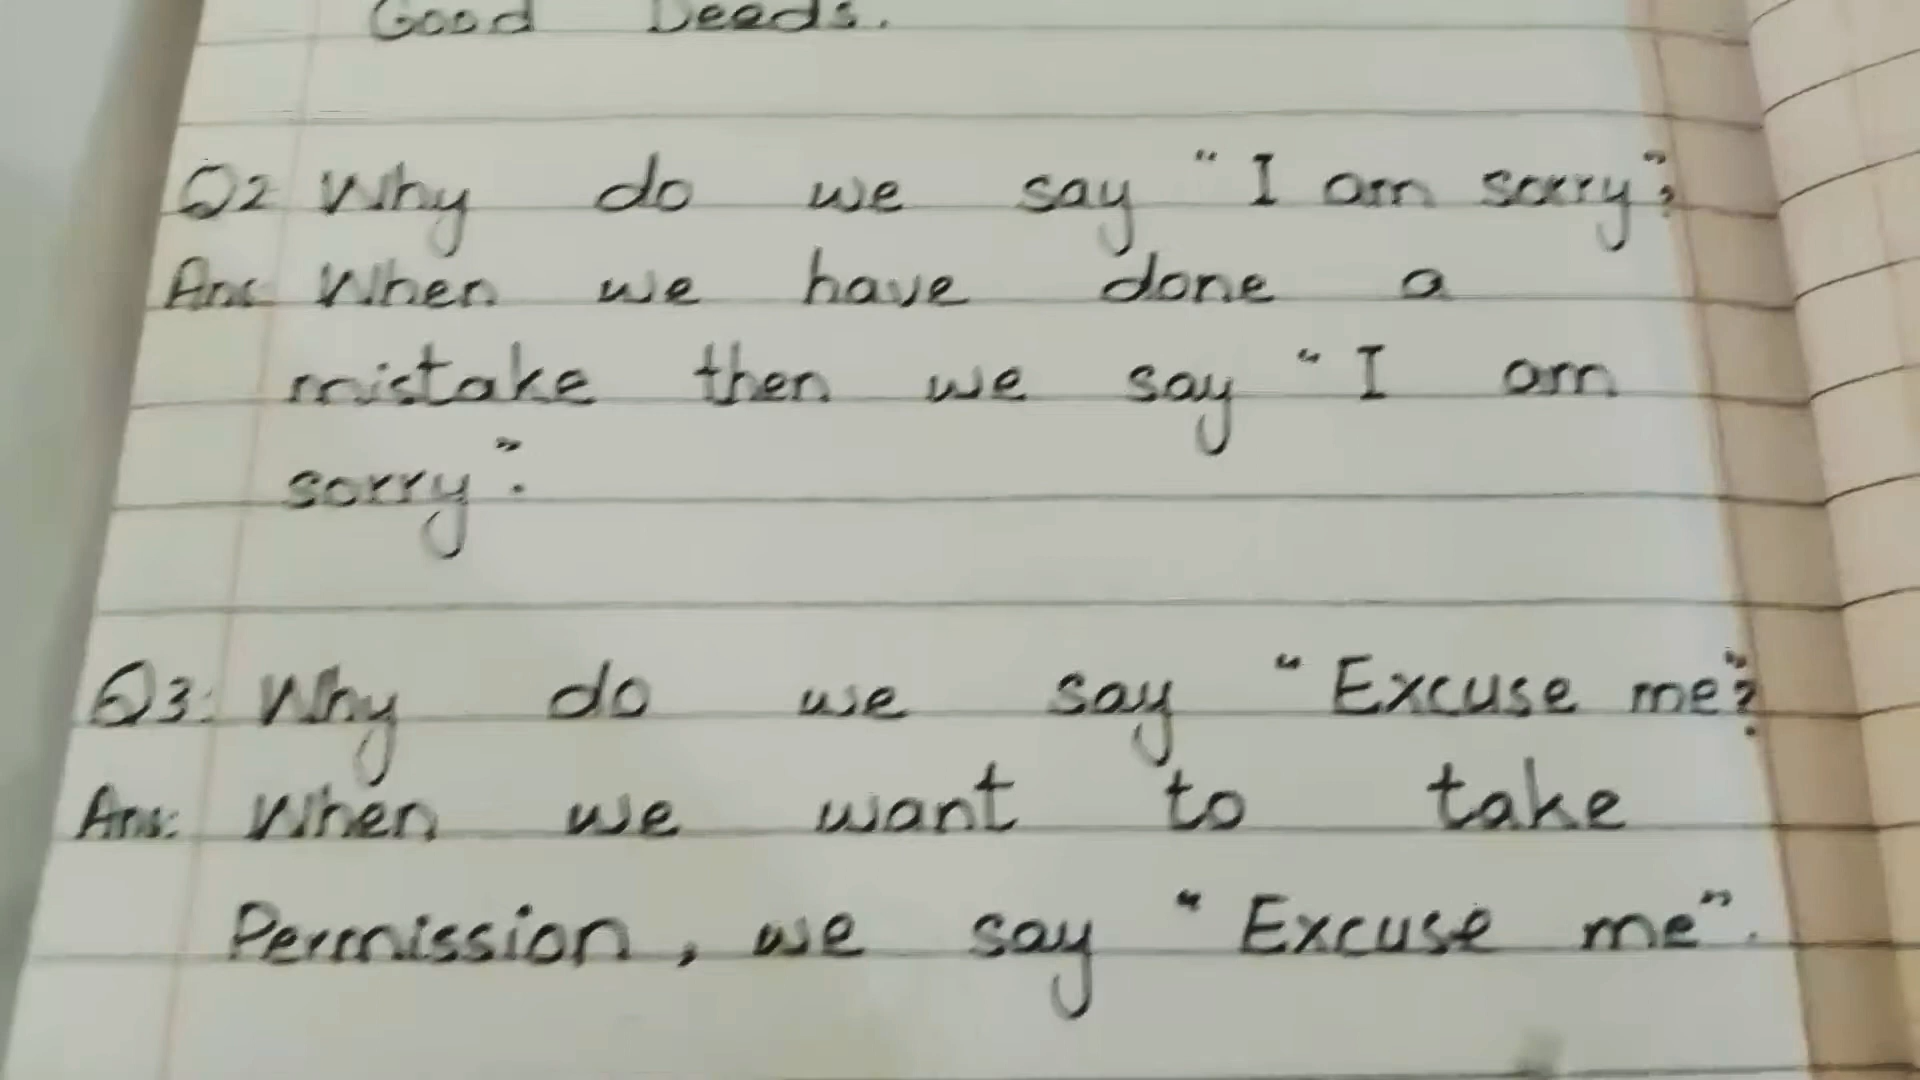 Good Deeds.
Q2 Why do we say "I am sorry"?
Ans When we have done a
mistake then we say "I am
sorry".
Q3: Why do we say "Excuse me"?
Ans: When we want to take
Permission, we say "Excuse me".